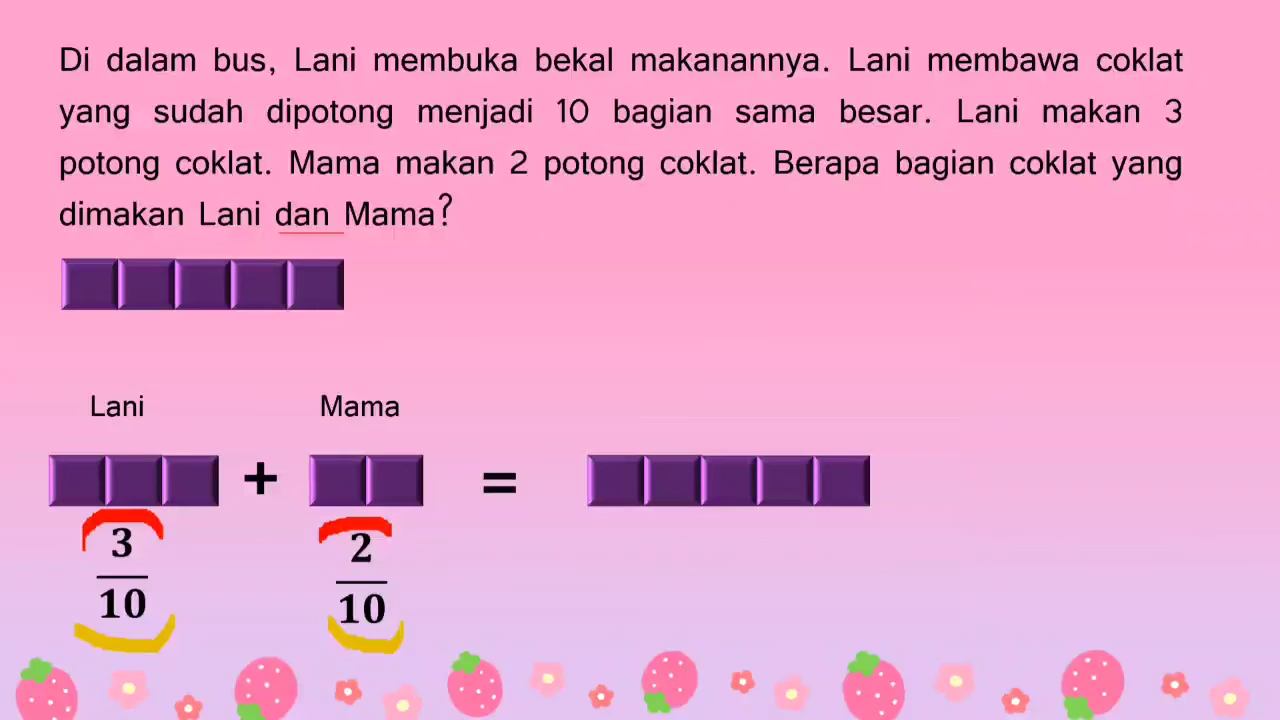 Di dalam bus, Lani membuka bekal makanannya. Lani membawa coklat
yang sudah dipotong menjadi 10 bagian sama besar. Lani makan 3
potong coklat. Mama makan 2 potong coklat. Berapa bagian coklat yang
dimakan Lani dan Mama?
Lani Mama
+ =
3 2
10 10